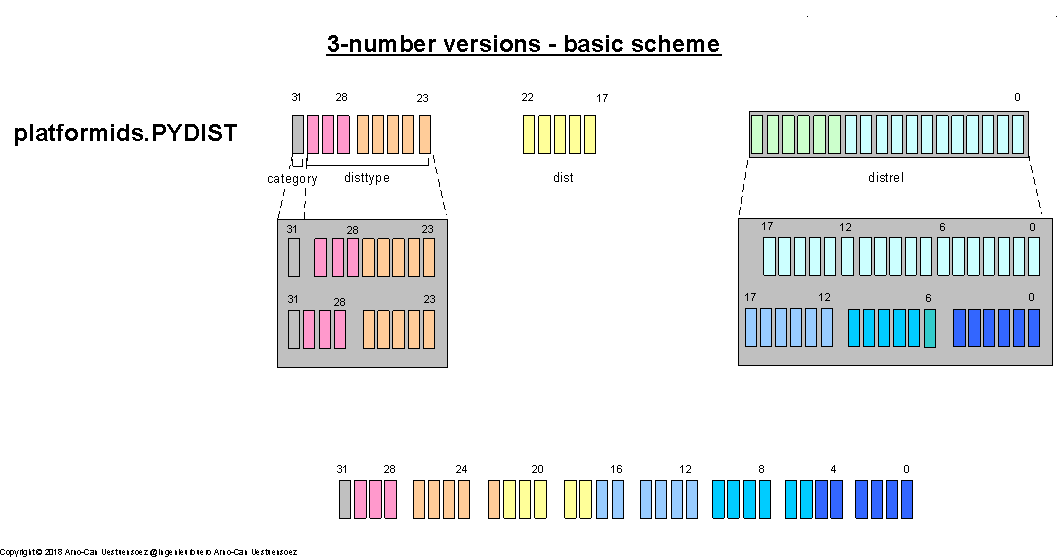 3-number versions - basic scheme
31 28 23 22 17 0
platformids.PYDIST
category disttype dist distrel
31 28 23 17 12 6 0
31 28 23 17 12 6 0
31 28 24 20 16 12 8 4 0
Copyright© 2018 Arno-Can Uestuensoez @Ingenieurbuero Arno-Can Uestuensoez